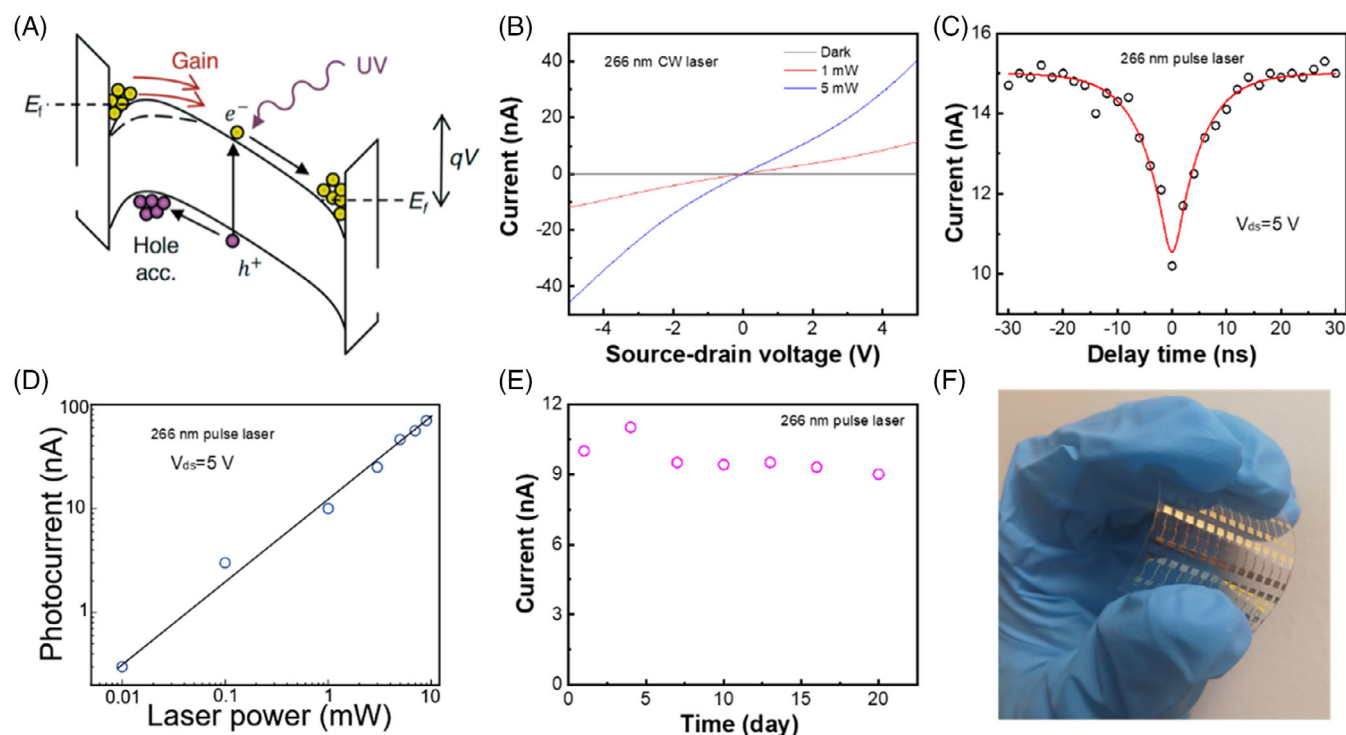 (A)
Gain
UV
Ef
e−
qV
Ef
Hole
acc.
h+
(B)
266 nm CW laser
Dark
1 mW
5 mW
Current (nA)
40
20
0
-20
-40
-4 -2 0 2 4
Source-drain voltage (V)
(C)
266 nm pulse laser
Vds=5 V
Current (nA)
16
14
12
10
-30 -20 -10 0 10 20 30
Delay time (ns)
(D)
266 nm pulse laser
Vds=5 V
Photocurrent (nA)
100
10
1
0.01 0.1 1 10
Laser power (mW)
(E)
266 nm pulse laser
Current (nA)
12
9
6
3
0
0 5 10 15 20
Time (day)
(F)